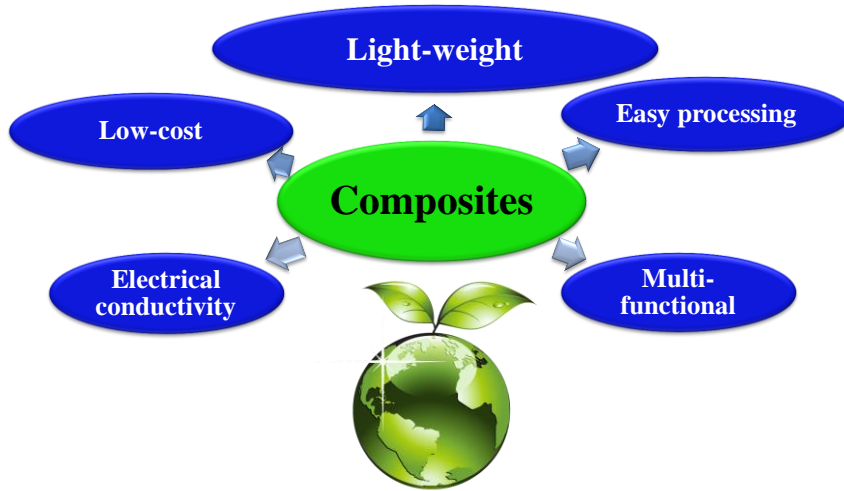 Light-weight
Low-cost
Easy processing
Composites
Electrical
conductivity
Multi-
functional